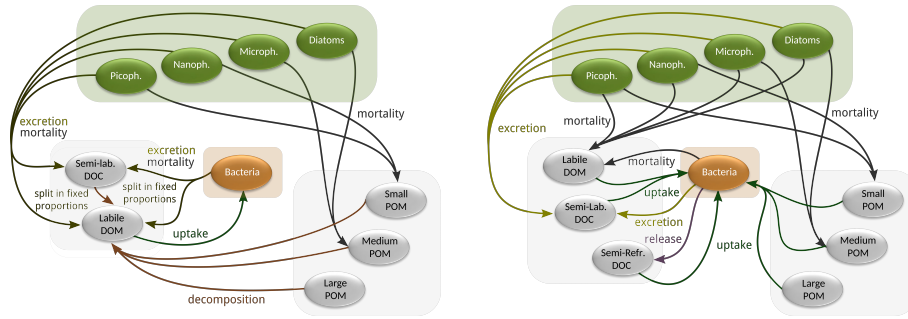 Diatoms
Microph.
Nanoph.
Picoph.
mortality
excretion
mortality
excretion
mortality
Semi-lab.
DOC
Bacteria
split in fixed
proportions
split in fixed
proportions
Labile
DOM
uptake
Small
POM
Medium
POM
Large
POM
decomposition
Diatoms
Microph.
Nanoph.
Picoph.
mortality
mortality
excretion
Labile
DOM
mortality
Bacteria
uptake
Semi-Lab.
DOC
excretion
release
Semi-Refr.
DOC
uptake
Small
POM
Medium
POM
Large
POM